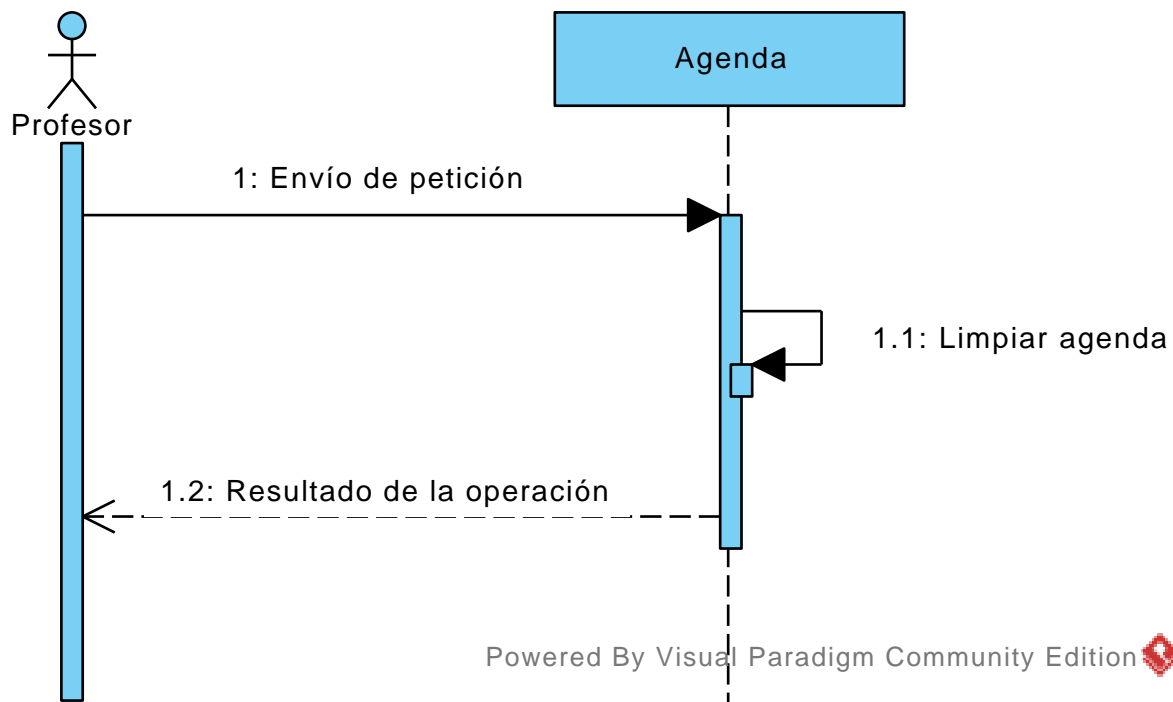 Profesor
Agenda
1: Envío de petición
1.1: Limpiar agenda
1.2: Resultado de la operación
Powered By Visual Paradigm Community Edition